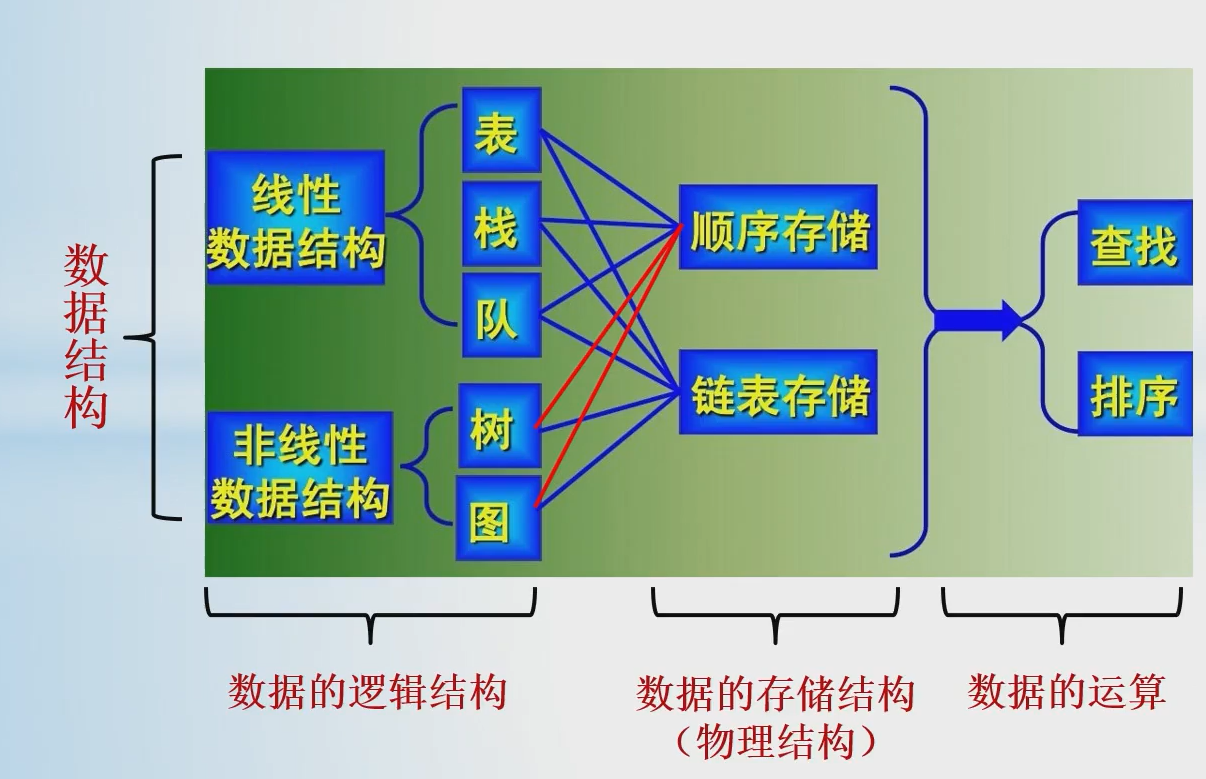 数据结构
线性
数据结构
非线性
数据结构
表
栈
队
树
图
顺序存储
链表存储
查找
排序
数据的逻辑结构
数据的存储结构
（物理结构）
数据的运算